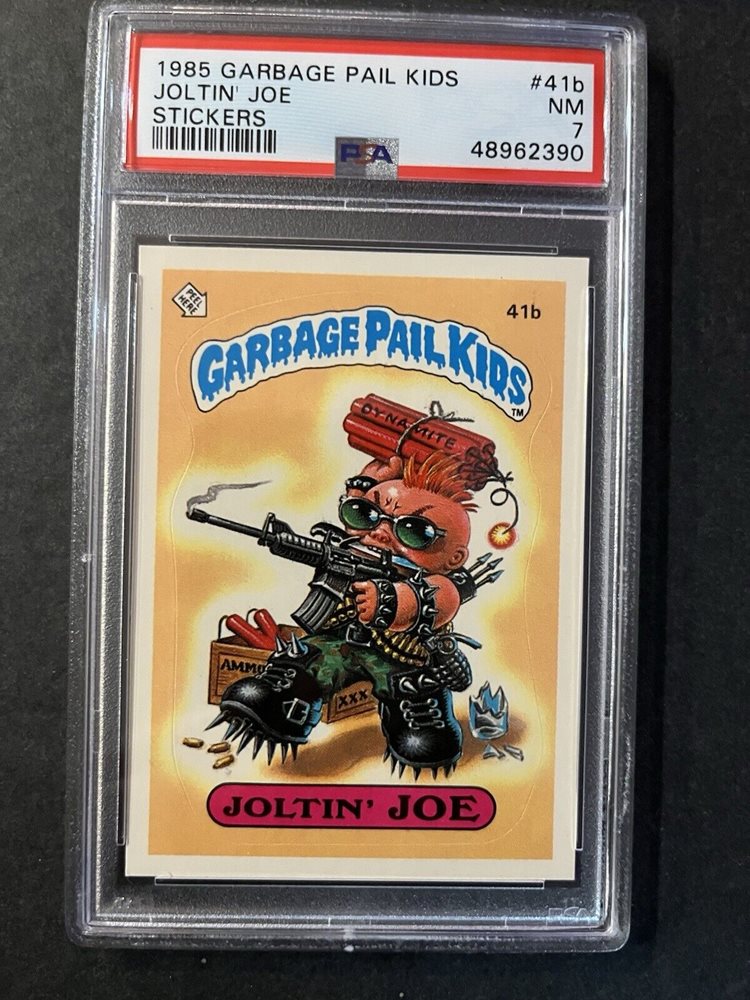 1985 GARBAGE PAIL KIDS #41b
JOLTIN' JOE NM
STICKERS 7
PSA 48962390
PEEL HERE
41b
GARBAGE PAIL KIDS
TM
DYNAMITE
AMMO
XXX
JOLTIN' JOE